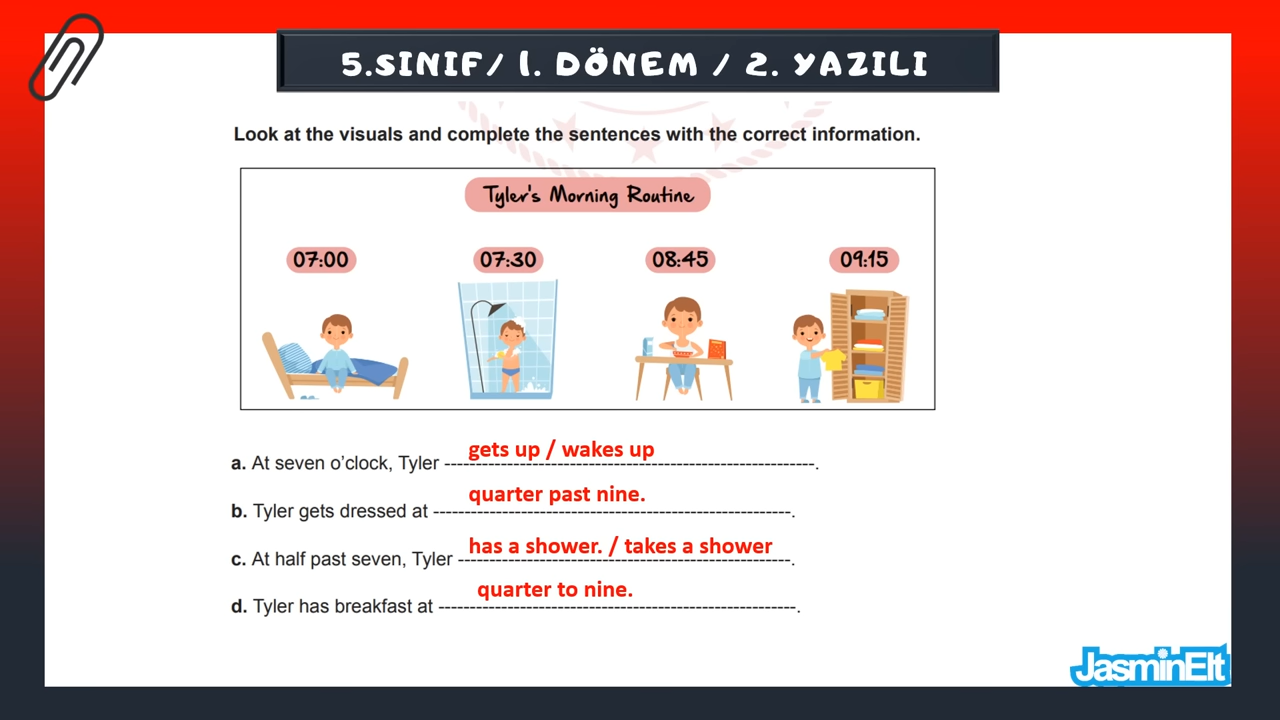 5.SINIF/ 1. DÖNEM / 2. YAZILI
Look at the visuals and complete the sentences with the correct information.
Tyler's Morning Routine
07:00 07:30 08:45 09:15
gets up / wakes up
a. At seven o’clock, Tyler ------------------------------------------------------------.
quarter past nine.
b. Tyler gets dressed at ----------------------------------------------------------.
has a shower. / takes a shower
c. At half past seven, Tyler ------------------------------------------------------.
quarter to nine.
d. Tyler has breakfast at ----------------------------------------------------------.
JasminElt